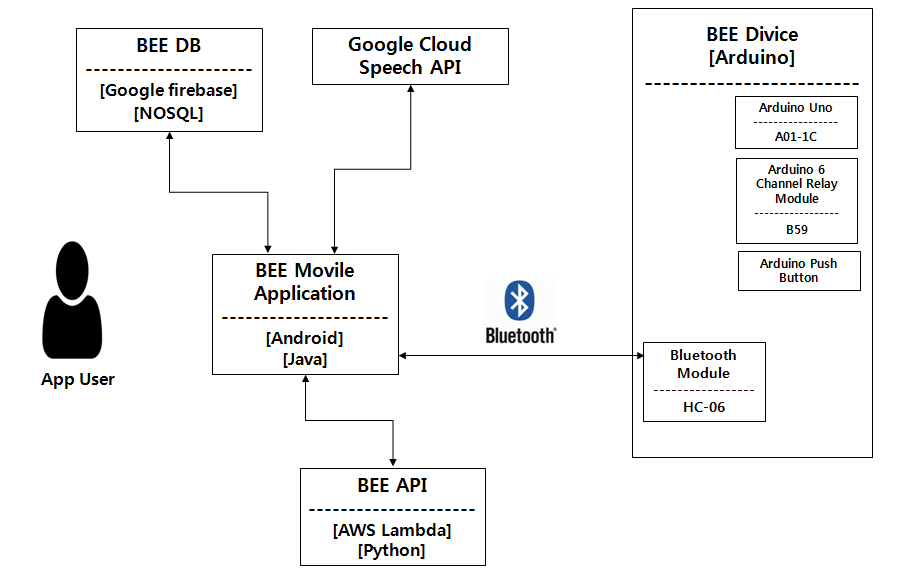 BEE DB
[Google firebase]
[NOSQL]
Google Cloud
Speech API
BEE Divice
[Arduino]
Arduino Uno
A01-1C
Arduino 6
Channel Relay
Module
B59
Arduino Push
Button
BEE Movile
Application
[Android]
[Java]
Bluetooth®
Bluetooth
Module
HC-06
App User
BEE API
[AWS Lambda]
[Python]